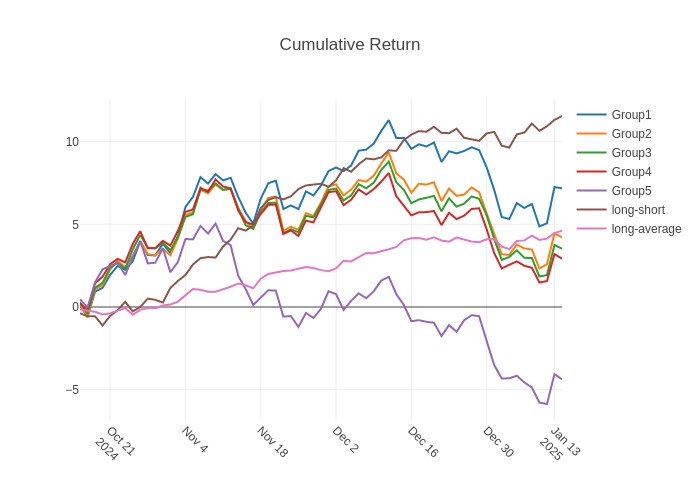 Cumulative Return
10
5
0
−5
Oct 21
2024
Nov 4
Nov 18
Dec 2
Dec 16
Dec 30
Jan 13
2025
Group1
Group2
Group3
Group4
Group5
long-short
long-average